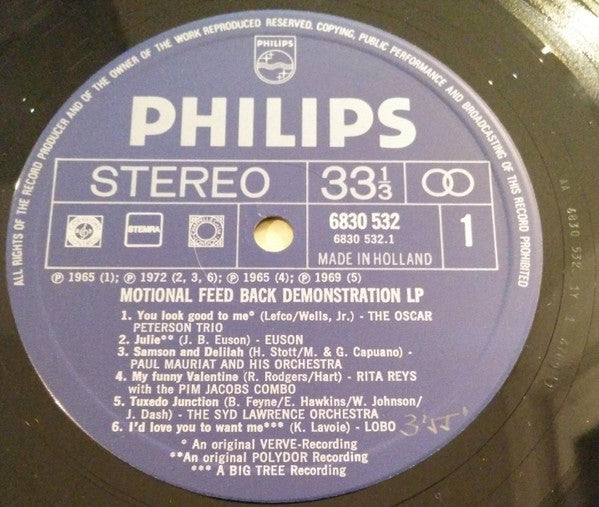 ALL RIGHTS OF THE RECORD PRODUCER AND OF THE OWNER OF THE WORK REPRODUCED RESERVED. COPYING, PUBLIC PERFORMANCE AND BROADCASTING OF THIS RECORD PROHIBITED
PHILIPS
PHILIPS
STEREO 33⅓
STEMRA 6830 532 1
6830 532.1
MADE IN HOLLAND
Ⓟ 1965 (1); Ⓟ 1972 (2, 3, 6); Ⓟ 1965 (4); Ⓟ 1969 (5)
MOTIONAL FEED BACK DEMONSTRATION LP
1. You look good to me* (Lefco/Wells, Jr.) - THE OSCAR
PETERSON TRIO
2. Julie** (J. B. Euson) - EUSON
3. Samson and Delilah (H. Stott/M. & G. Capuano) -
PAUL MAURIAT AND HIS ORCHESTRA
4. My funny Valentine (R. Rodgers/Hart) - RITA REYS
with the PIM JACOBS COMBO
5. Tuxedo Junction (B. Feyne/E. Hawkins/W. Johnson/
J. Dash) - THE SYD LAWRENCE ORCHESTRA
6. I'd love you to want me*** (K. Lavoie) - LOBO 3'55'
* An original VERVE-Recording
**An original POLYDOR Recording
*** A BIG TREE Recording
6830 532 1Y